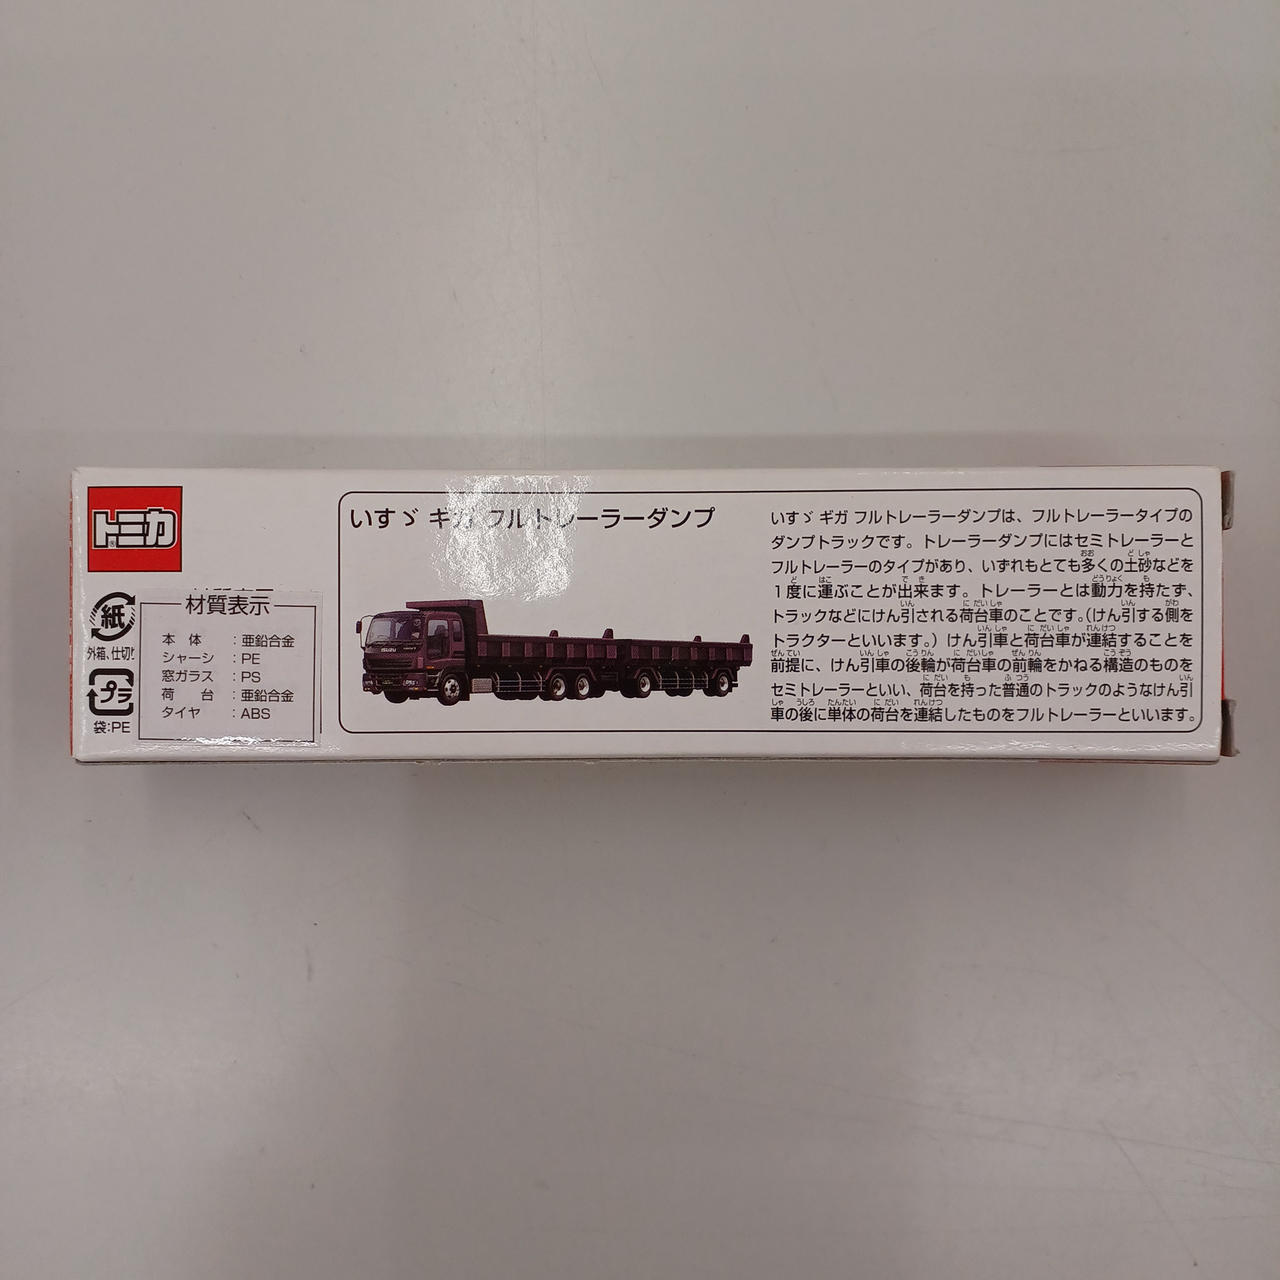 トミカ
紙
外箱、仕切り
プラ
袋:PE
材質表示
本体:亜鉛合金
シャーシ:PE
窓ガラス:PS
荷台:亜鉛合金
タイヤ:ABS
いすゞ ギガ フルトレーラーダンプ
ISUZU
いすゞ ギガ フルトレーラーダンプは、フルトレーラータイプの
ダンプトラックです。トレーラーダンプにはセミトレーラーと
フルトレーラーのタイプがあり、いずれもとても多くの土砂などを
1度に運ぶことが出来ます。トレーラーとは動力を持たず、
トラックなどにけん引される荷台車のことです。(けん引する側を
トラクターといいます。)けん引車と荷台車が連結することを
前提に、けん引車の後輪が荷台車の前輪をかねる構造のものを
セミトレーラーといい、荷台を持った普通のトラックのようなけん引
車の後に単体の荷台を連結したものをフルトレーラーといいます。